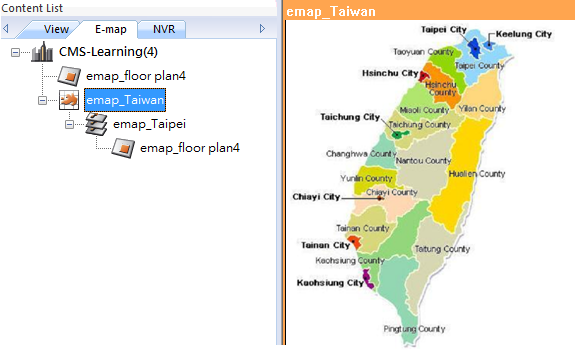 Content List
View
E-map
NVR
CMS-Learning(4)
emap_floor plan4
emap_Taiwan
emap_Taipei
emap_floor plan4
emap_Taiwan
Taipei City
Keelung City
Taoyuan County
Taipei County
Hsinchu City
Hsinchu
County
Miaoli County
Yilan County
Taichung City
Taichung County
Changhwa County
Nantou County
Hualien County
Yunlin County
Chiayi City
Chiayi County
Tainan County
Tainan City
Taitung County
Kaohsiung County
Kaohsiung City
Pingtung County